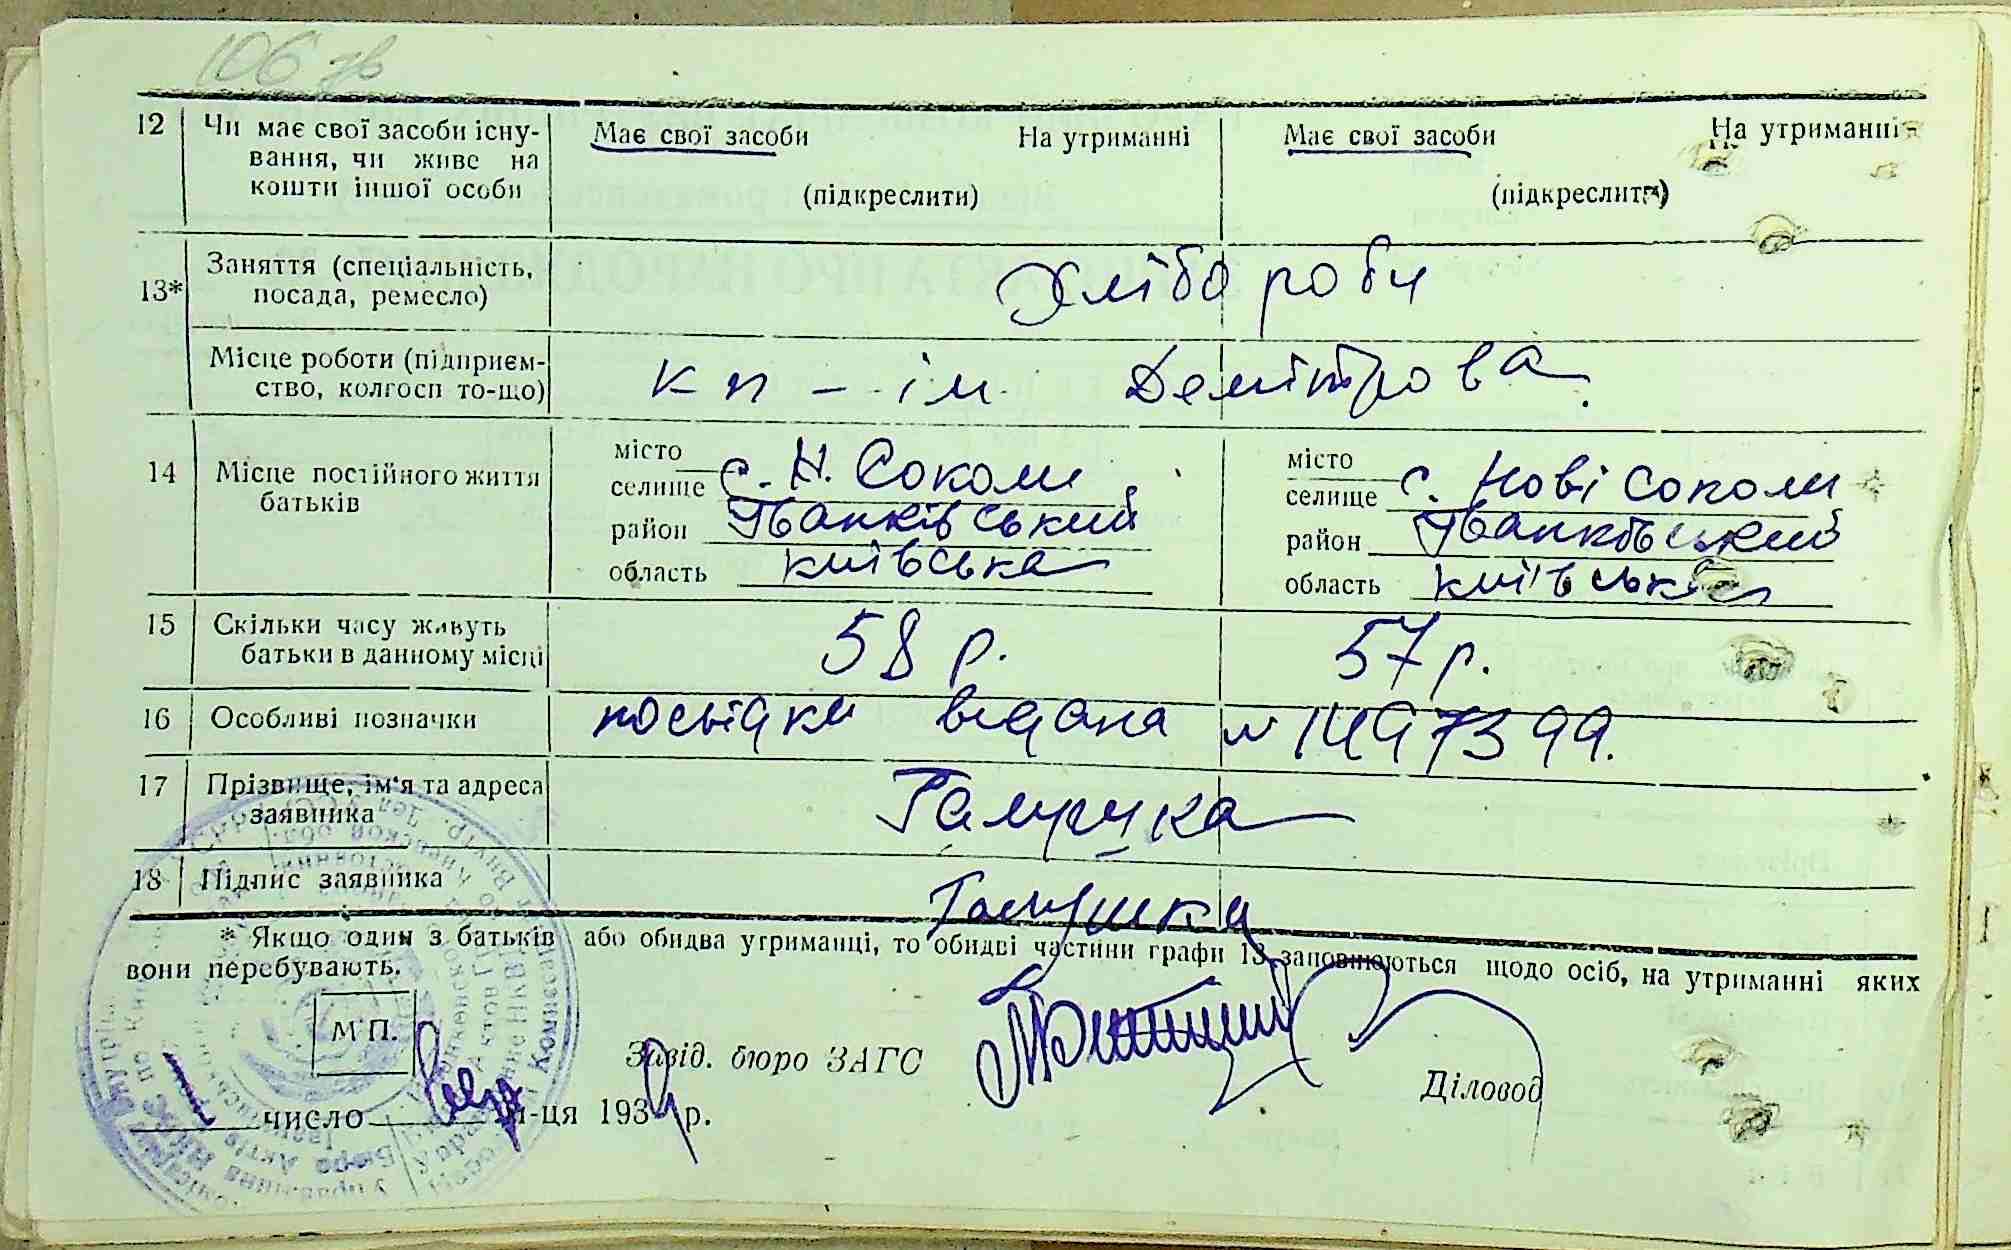 106 зв
12 Чи має свої засоби існу- Має свої засоби На утриманні Має свої засоби На утриманні
вання, чи живе на
кошти іншої особи (підкреслити) (підкреслити)
Заняття (спеціальність, Хлібороби
13* посада, ремесло)
Місце роботи (підприєм- кп - ім Демітрова.
ство, колгосп то-що)
14 Місце постійного життя місто с. Н. Соколи місто с. Нові Соколи
батьків селище селище
район Іванківський район Іванківський
область київська область київська
15 Скільки часу живуть 58 р. 57 р.
батьки в данному місці
16 Особливі позначки посвідка видана № 1497399.
17 Прізвище, ім'я та адреса
заявника
18 Підпис заявника
* Якщо один з батьків або обидва утриманці, то обидві частини графи 13 заповнюються щодо осіб, на утриманні яких
вони перебувають.
М П.
Завід. бюро ЗАГС
Діловод
число м-ця 1939 р.